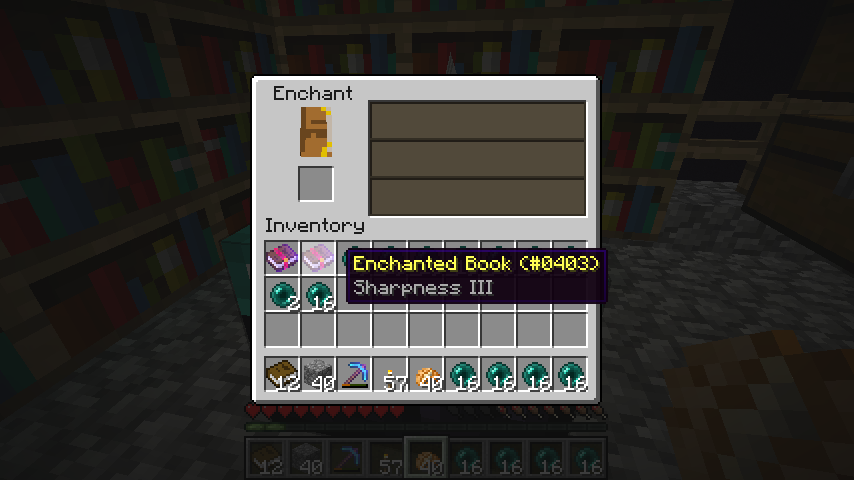 Enchant
Inventory
Enchanted Book (#0403)
Sharpness III
2 16
12 40 57 40 16 16 16 16
12 40 57 40 16 16 16 16